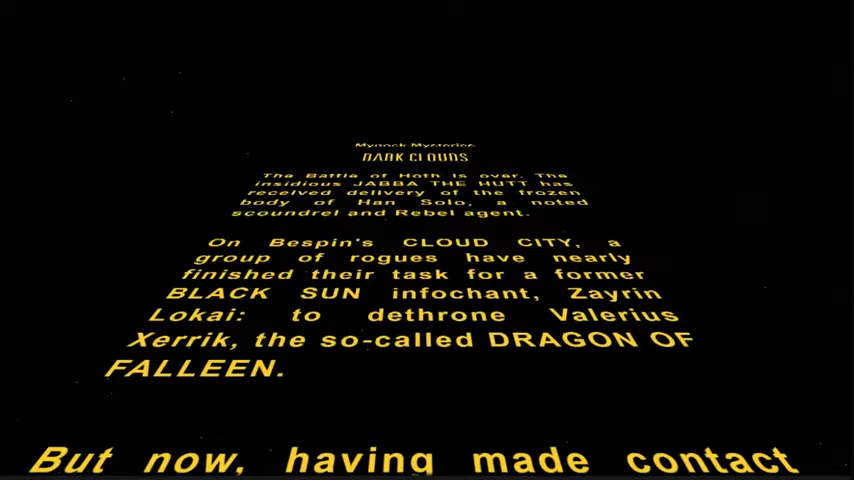 Mynock Mysteries
DARK CLOUDS
The Battle of Hoth is over. The
insidious JABBA THE HUTT has
received delivery of the frozen
body of Han Solo, a noted
scoundrel and Rebel agent.
On Bespin's CLOUD CITY, a
group of rogues have nearly
finished their task for a former
BLACK SUN infochant, Zayrin
Lokai: to dethrone Valerius
Xerrik, the so-called DRAGON OF
FALLEEN.
But now, having made contact